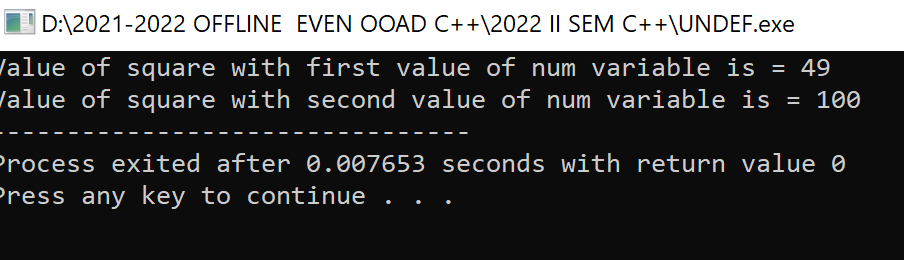 D:\2021-2022 OFFLINE  EVEN OOAD C++\2022 II SEM C++\UNDEF.exe
Value of square with first value of num variable is = 49
Value of square with second value of num variable is = 100
--------------------------------
Process exited after 0.007653 seconds with return value 0
Press any key to continue . . .